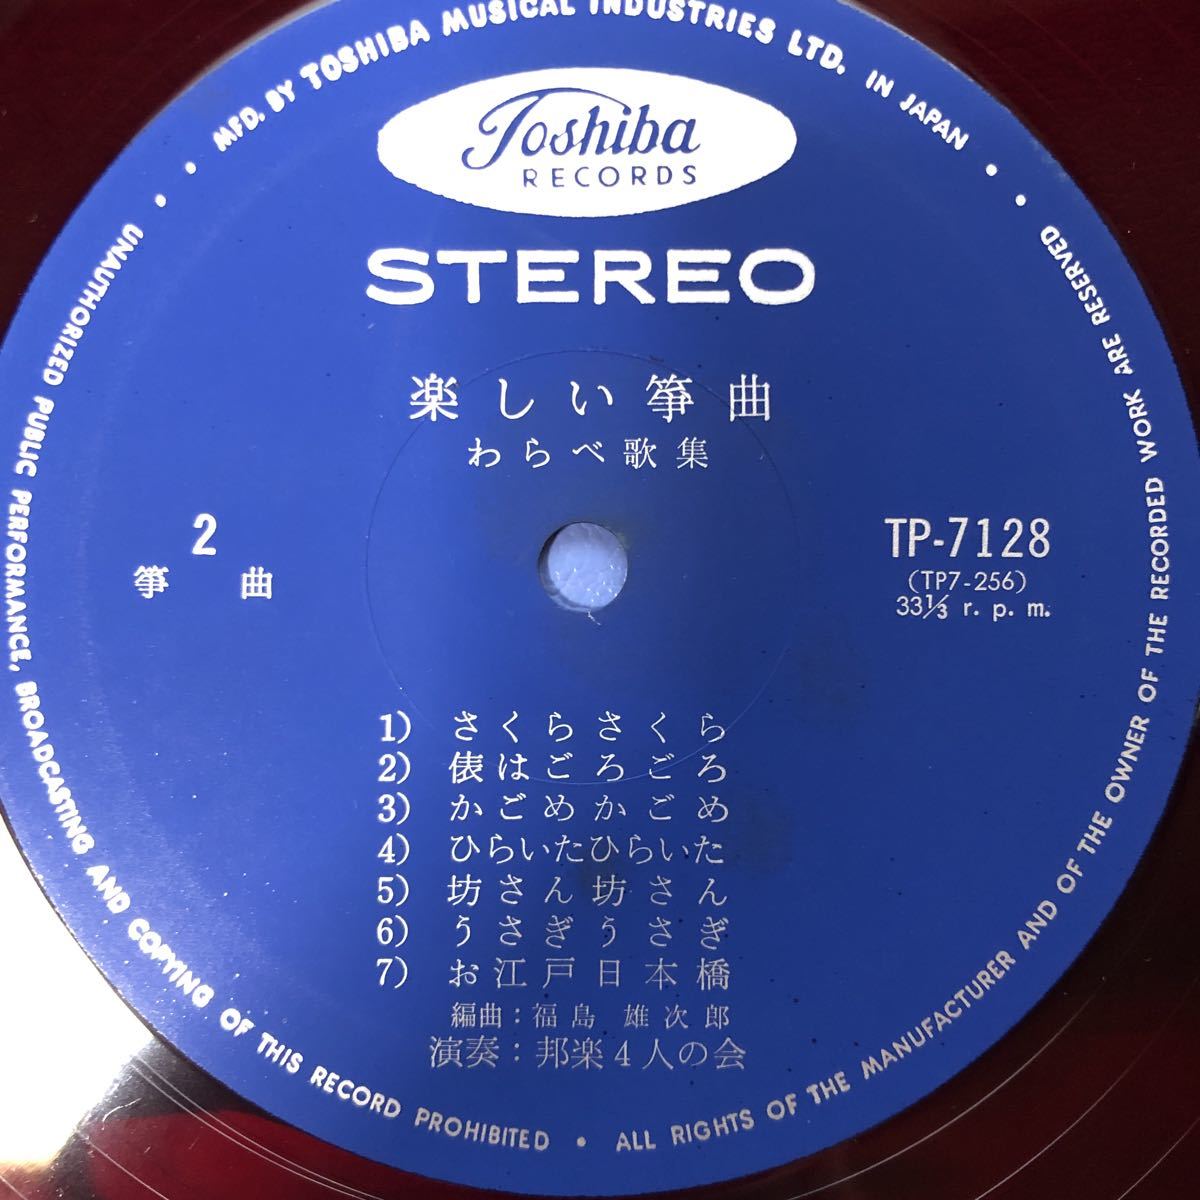 MFD. BY TOSHIBA MUSICAL INDUSTRIES LTD. IN JAPAN
Toshiba
RECORDS
STEREO
楽しい箏曲
わらべ歌集
2
箏曲
TP-7128
(TP7-256)
33⅓ r. p. m.
1) さくらさくら
2) 俵はごろごろ
3) かごめかごめ
4) ひらいたひらいた
5) 坊さん坊さん
6) うさぎうさぎ
7) お江戸日本橋
編曲：福島 雄次郎
演奏：邦楽4人の会
UNAUTHORIZED PUBLIC PERFORMANCE, BROADCASTING AND COPYING OF THIS RECORD PROHIBITED • ALL RIGHTS OF THE MANUFACTURER AND OF THE OWNER OF THE RECORDED WORK ARE RESERVED